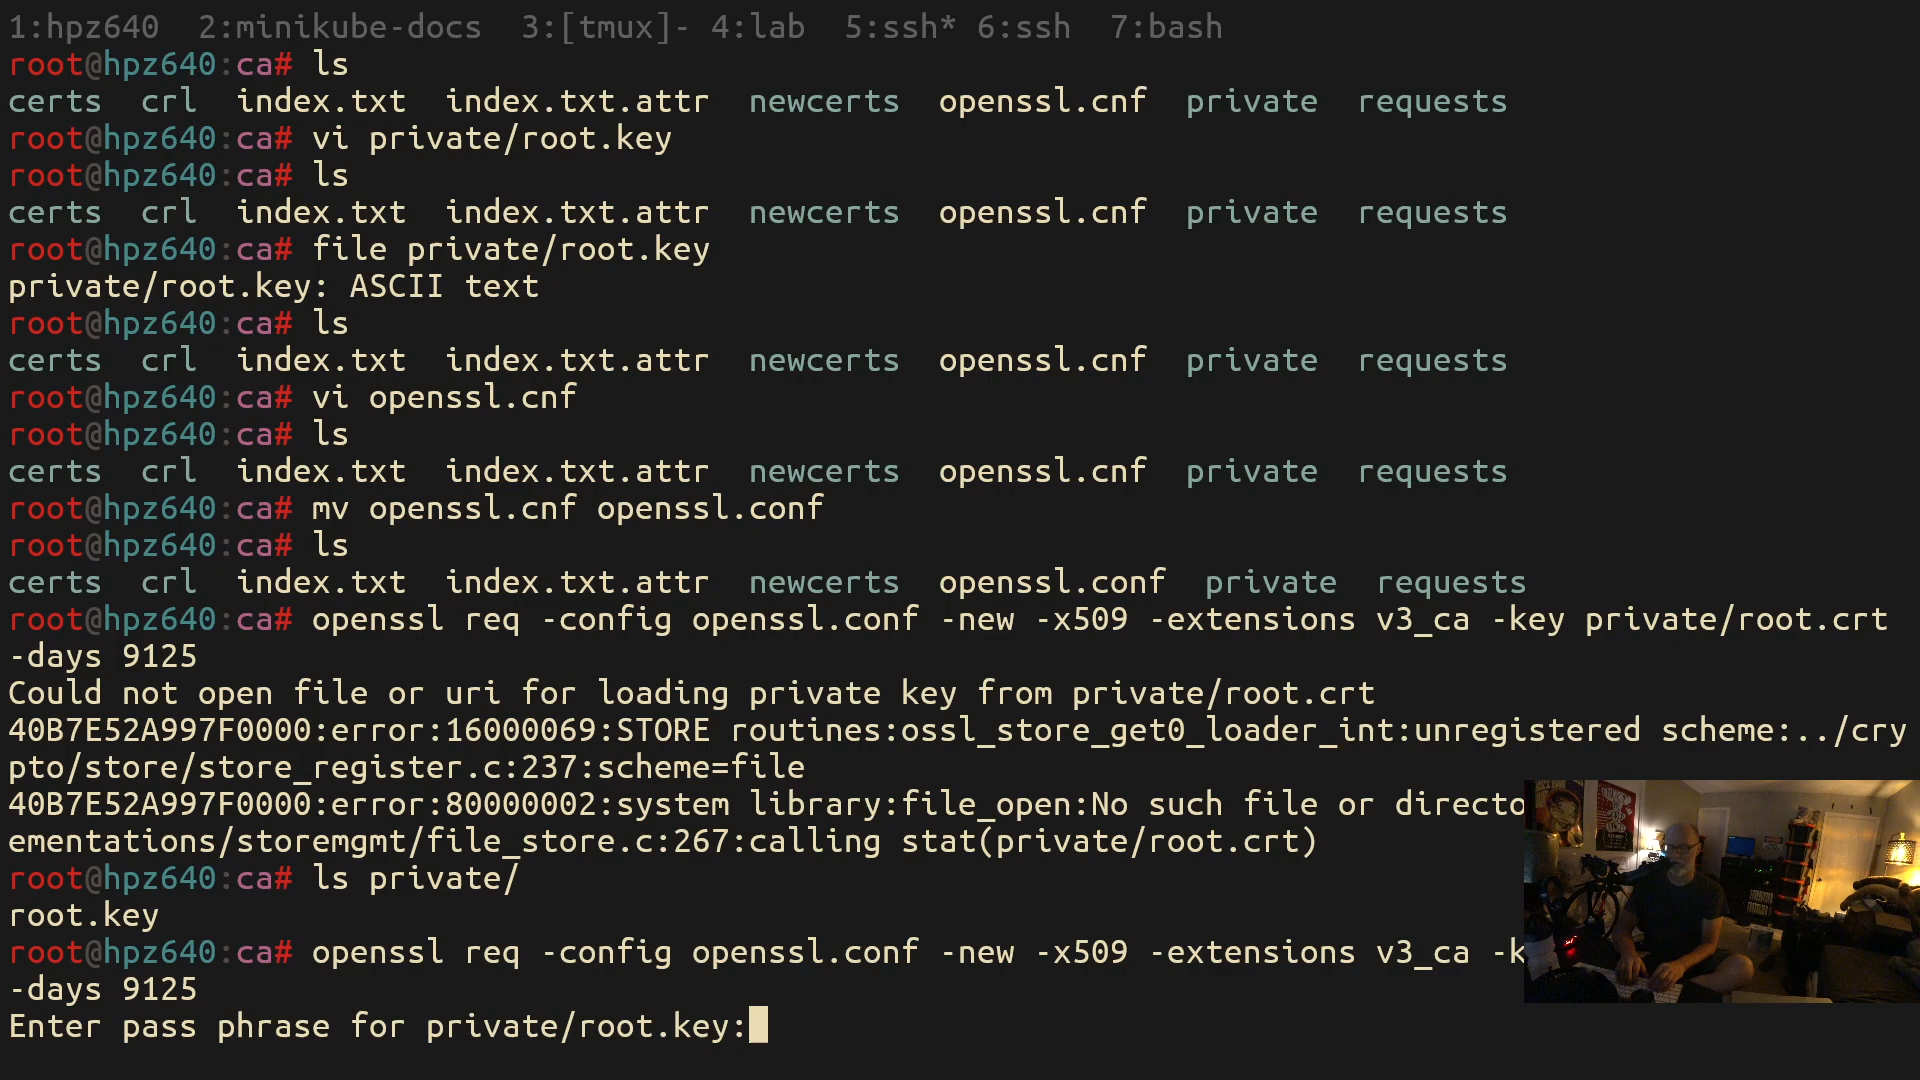 1:hpz640  2:minikube-docs  3:[tmux]- 4:lab  5:ssh* 6:ssh  7:bash
root@hpz640:ca# ls
certs  crl  index.txt  index.txt.attr  newcerts  openssl.cnf  private  requests
root@hpz640:ca# vi private/root.key
root@hpz640:ca# ls
certs  crl  index.txt  index.txt.attr  newcerts  openssl.cnf  private  requests
root@hpz640:ca# file private/root.key
private/root.key: ASCII text
root@hpz640:ca# ls
certs  crl  index.txt  index.txt.attr  newcerts  openssl.cnf  private  requests
root@hpz640:ca# vi openssl.cnf
root@hpz640:ca# ls
certs  crl  index.txt  index.txt.attr  newcerts  openssl.cnf  private  requests
root@hpz640:ca# mv openssl.cnf openssl.conf
root@hpz640:ca# ls
certs  crl  index.txt  index.txt.attr  newcerts  openssl.conf  private  requests
root@hpz640:ca# openssl req -config openssl.conf -new -x509 -extensions v3_ca -key private/root.crt
-days 9125
Could not open file or uri for loading private key from private/root.crt
40B7E52A997F0000:error:16000069:STORE routines:ossl_store_get0_loader_int:unregistered scheme:../cry
pto/store/store_register.c:237:scheme=file
40B7E52A997F0000:error:80000002:system library:file_open:No such file or directo
ementations/storemgmt/file_store.c:267:calling stat(private/root.crt)
root@hpz640:ca# ls private/
root.key
root@hpz640:ca# openssl req -config openssl.conf -new -x509 -extensions v3_ca -k
-days 9125
Enter pass phrase for private/root.key: